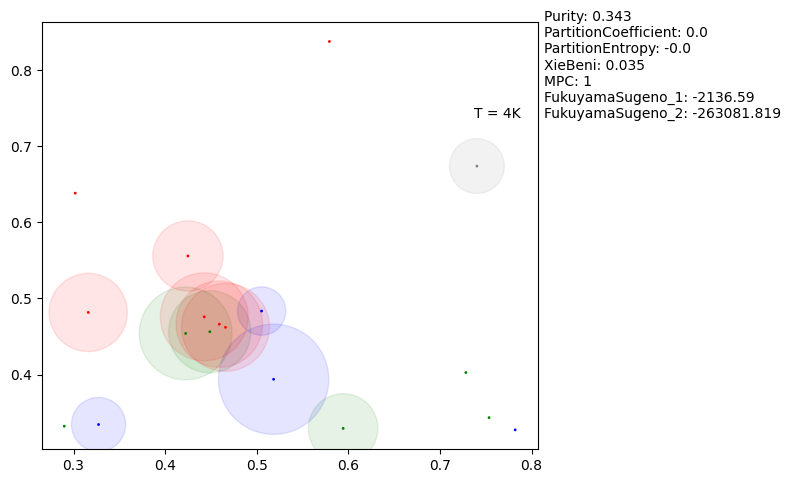 Purity: 0.343
PartitionCoefficient: 0.0
PartitionEntropy: -0.0
XieBeni: 0.035
MPC: 1
FukuyamaSugeno_1: -2136.59
FukuyamaSugeno_2: -263081.819
T = 4K
0.8
0.7
0.6
0.5
0.4
0.3 0.4 0.5 0.6 0.7 0.8